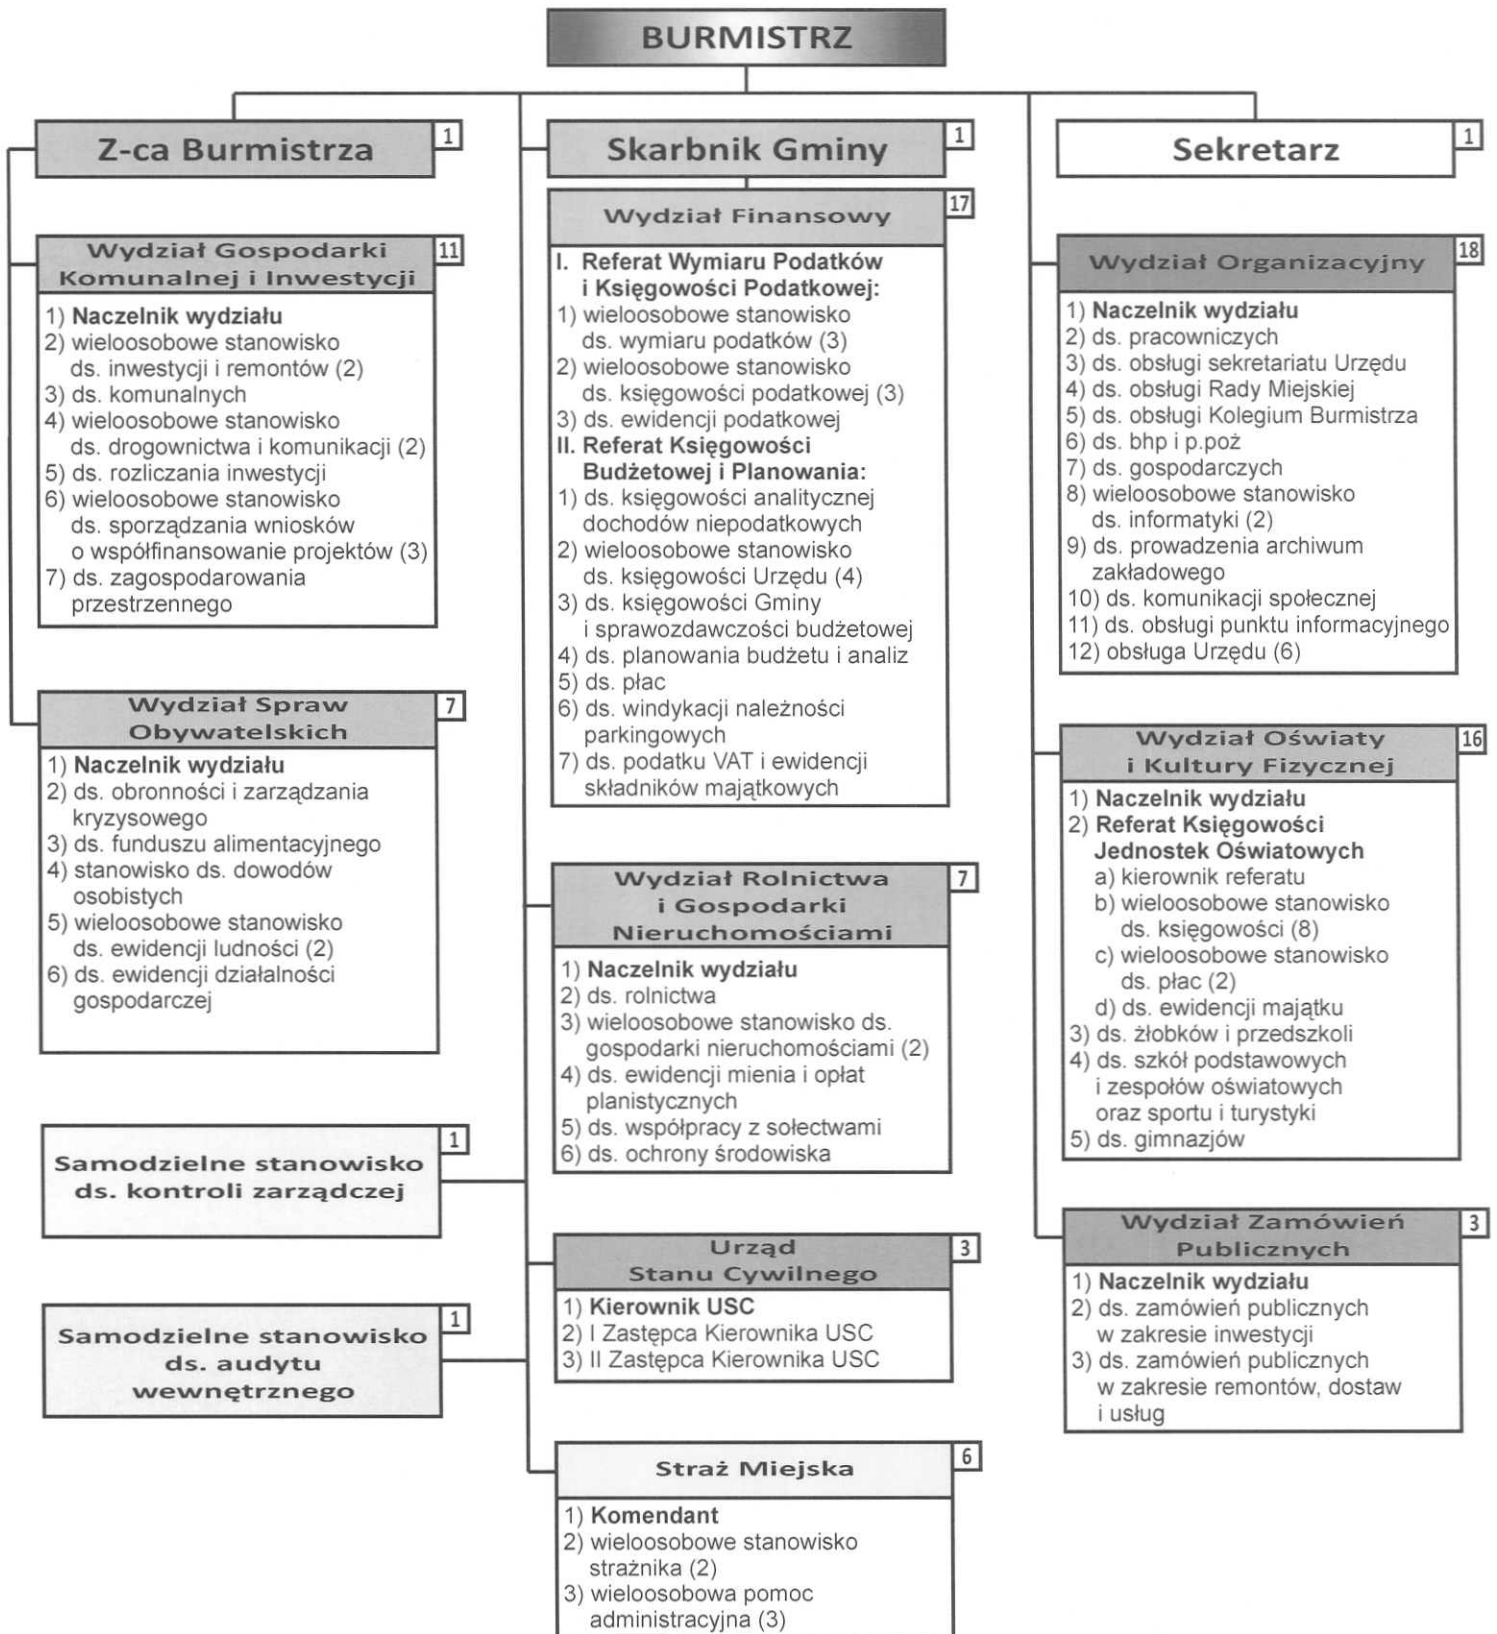 BURMISTRZ
Z-ca Burmistrza
1
Wydział Gospodarki
Komunalnej i Inwestycji
11
1) Naczelnik wydziału
2) wieloosobowe stanowisko
ds. inwestycji i remontów (2)
3) ds. komunalnych
4) wieloosobowe stanowisko
ds. drogownictwa i komunikacji (2)
5) ds. rozliczania inwestycji
6) wieloosobowe stanowisko
ds. sporządzania wniosków
o współfinansowanie projektów (3)
7) ds. zagospodarowania
przestrzennego
Wydział Spraw
Obywatelskich
7
1) Naczelnik wydziału
2) ds. obronności i zarządzania
kryzysowego
3) ds. funduszu alimentacyjnego
4) stanowisko ds. dowodów
osobistych
5) wieloosobowe stanowisko
ds. ewidencji ludności (2)
6) ds. ewidencji działalności
gospodarczej
Samodzielne stanowisko
ds. kontroli zarządczej
1
Samodzielne stanowisko
ds. audytu
wewnętrznego
1
Skarbnik Gminy
1
Wydział Finansowy
17
I. Referat Wymiaru Podatków
i Księgowości Podatkowej:
1) wieloosobowe stanowisko
ds. wymiaru podatków (3)
2) wieloosobowe stanowisko
ds. księgowości podatkowej (3)
3) ds. ewidencji podatkowej
II. Referat Księgowości
Budżetowej i Planowania:
1) ds. księgowości analitycznej
dochodów niepodatkowych
2) wieloosobowe stanowisko
ds. księgowości Urzędu (4)
3) ds. księgowości Gminy
i sprawozdawczości budżetowej
4) ds. planowania budżetu i analiz
5) ds. płac
6) ds. windykacji należności
parkingowych
7) ds. podatku VAT i ewidencji
składników majątkowych
Wydział Rolnictwa
i Gospodarki
Nieruchomościami
7
1) Naczelnik wydziału
2) ds. rolnictwa
3) wieloosobowe stanowisko ds.
gospodarki nieruchomościami (2)
4) ds. ewidencji mienia i opłat
planistycznych
5) ds. współpracy z sołectwami
6) ds. ochrony środowiska
Urząd
Stanu Cywilnego
3
1) Kierownik USC
2) I Zastępca Kierownika USC
3) II Zastępca Kierownika USC
Straż Miejska
6
1) Komendant
2) wieloosobowe stanowisko
strażnika (2)
3) wieloosobowa pomoc
administracyjna (3)
Sekretarz
1
Wydział Organizacyjny
18
1) Naczelnik wydziału
2) ds. pracowniczych
3) ds. obsługi sekretariatu Urzędu
4) ds. obsługi Rady Miejskiej
5) ds. obsługi Kolegium Burmistrza
6) ds. bhp i p.poż
7) ds. gospodarczych
8) wieloosobowe stanowisko
ds. informatyki (2)
9) ds. prowadzenia archiwum
zakładowego
10) ds. komunikacji społecznej
11) ds. obsługi punktu informacyjnego
12) obsługa Urzędu (6)
Wydział Oświaty
i Kultury Fizycznej
16
1) Naczelnik wydziału
2) Referat Księgowości
Jednostek Oświatowych
a) kierownik referatu
b) wieloosobowe stanowisko
ds. księgowości (8)
c) wieloosobowe stanowisko
ds. płac (2)
d) ds. ewidencji majątku
3) ds. żłobków i przedszkoli
4) ds. szkół podstawowych
i zespołów oświatowych
oraz sportu i turystyki
5) ds. gimnazjów
Wydział Zamówień
Publicznych
3
1) Naczelnik wydziału
2) ds. zamówień publicznych
w zakresie inwestycji
3) ds. zamówień publicznych
w zakresie remontów, dostaw
i usług